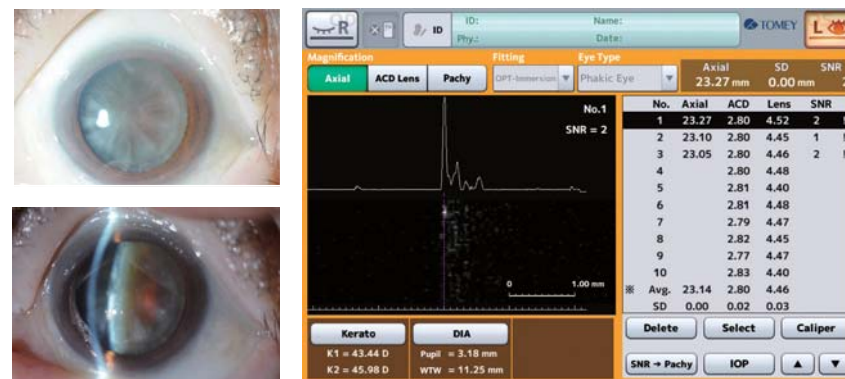 R ID ID: Name: TOMEY L
Phy.: Date:
Magnification Fitting Eye Type Axial SD SNR
Axial ACD Lens Pachy OPT-Immersion Phakic Eye 23.27 mm 0.00 mm
No.1
SNR = 2
0 1.00 mm
No. Axial ACD Lens SNR
1 23.27 2.80 4.52 2 !
2 23.10 2.80 4.45 1 !
3 23.05 2.80 4.46 2 !
4 2.80 4.48
5 2.81 4.40
6 2.81 4.48
7 2.79 4.47
8 2.82 4.45
9 2.77 4.47
10 2.83 4.40
※ Avg. 23.14 2.80 4.46
SD 0.00 0.02 0.03
Kerato DIA Delete Select Caliper
K1 = 43.44 D Pupil = 3.18 mm
K2 = 45.98 D WTW = 11.25 mm
SNR → Pachy IOP ▲ ▼